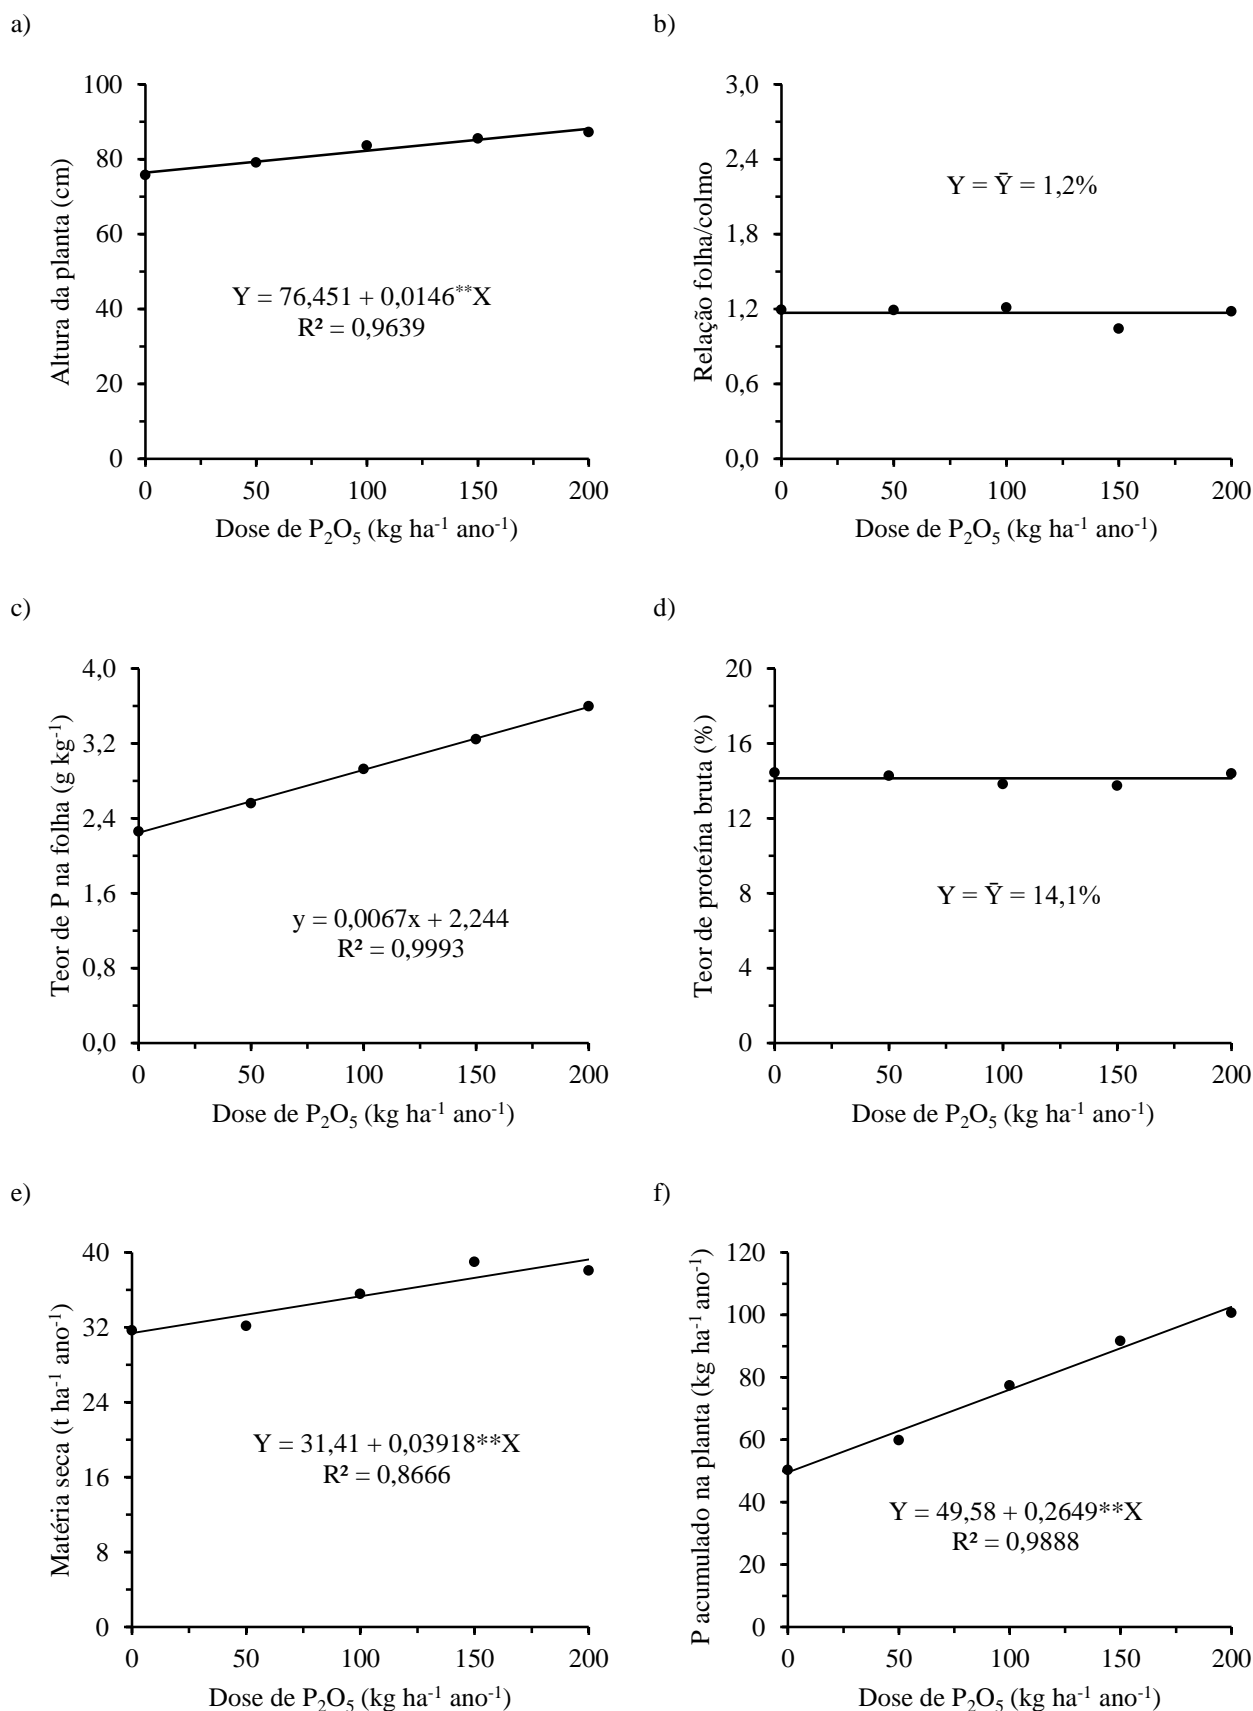 a)
100
80
60
40
20
0
Altura da planta (cm)
Y = 76,451 + 0,0146**X
R² = 0,9639
0 50 100 150 200
Dose de P₂O₅ (kg ha⁻¹ ano⁻¹)
b)
3,0
2,4
1,8
1,2
0,6
0,0
Relação folha/colmo
Y = Ȳ = 1,2%
0 50 100 150 200
Dose de P₂O₅ (kg ha⁻¹ ano⁻¹)
c)
4,0
3,2
2,4
1,6
0,8
0,0
Teor de P na folha (g kg⁻¹)
y = 0,0067x + 2,244
R² = 0,9993
0 50 100 150 200
Dose de P₂O₅ (kg ha⁻¹ ano⁻¹)
d)
20
16
12
8
4
0
Teor de proteína bruta (%)
Y = Ȳ = 14,1%
0 50 100 150 200
Dose de P₂O₅ (kg ha⁻¹ ano⁻¹)
e)
40
32
24
16
8
0
Matéria seca (t ha⁻¹ ano⁻¹)
Y = 31,41 + 0,03918**X
R² = 0,8666
0 50 100 150 200
Dose de P₂O₅ (kg ha⁻¹ ano⁻¹)
f)
120
100
80
60
40
20
0
P acumulado na planta (kg ha⁻¹ ano⁻¹)
Y = 49,58 + 0,2649**X
R² = 0,9888
0 50 100 150 200
Dose de P₂O₅ (kg ha⁻¹ ano⁻¹)